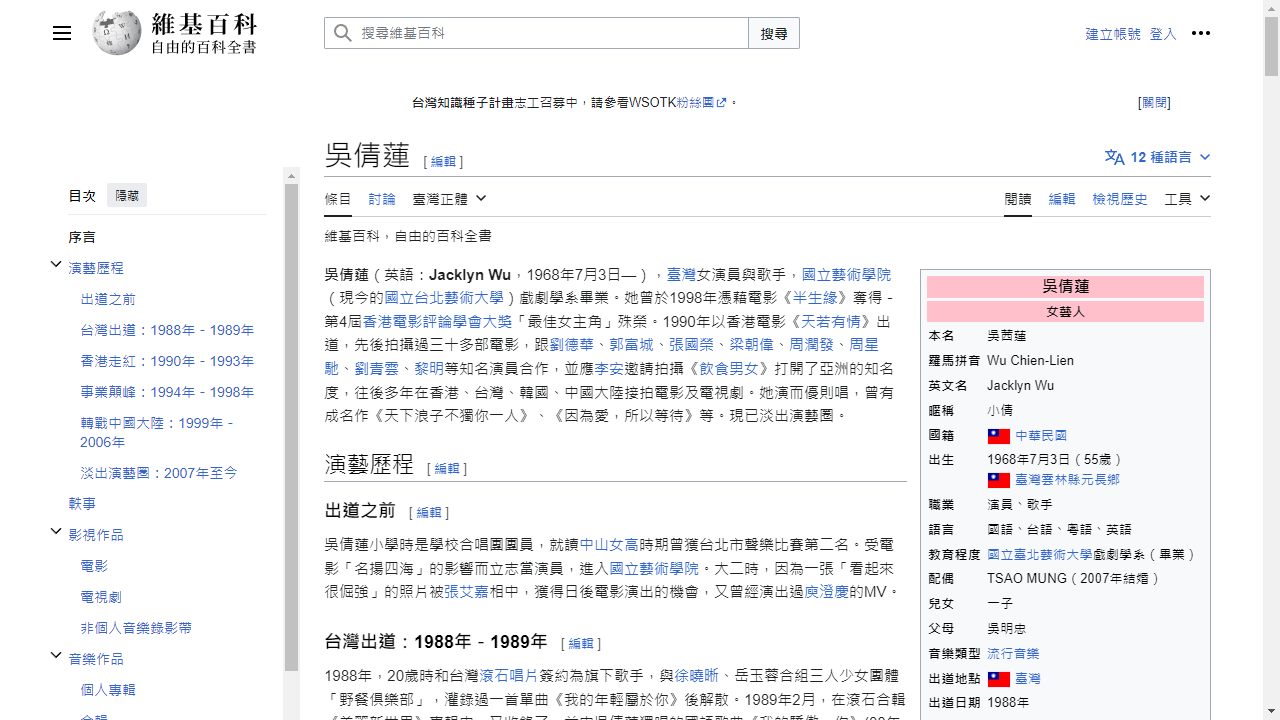 維基百科
自由的百科全書
搜尋維基百科
搜尋
建立帳號 登入
台灣知識種子計畫志工召募中，請參看WSOTK粉絲團。
[關閉]
吳倩蓮 [ 編輯 ]
12 種語言
目次 隱藏
條目 討論 臺灣正體
閱讀 編輯 檢視歷史 工具
維基百科，自由的百科全書
序言
演藝歷程
出道之前
台灣出道：1988年－1989年
香港走紅：1990年－1993年
事業顛峰：1994年－1998年
轉戰中國大陸：1999年－
2006年
淡出演藝圈：2007年至今
軼事
影視作品
電影
電視劇
非個人音樂錄影帶
音樂作品
個人專輯
合輯
吳倩蓮（英語：Jacklyn Wu，1968年7月3日—），臺灣女演員與歌手，國立藝術學院
（現今的國立台北藝術大學）戲劇學系畢業。她曾於1998年憑藉電影《半生緣》奪得 -
第4屆香港電影評論學會大獎「最佳女主角」殊榮。1990年以香港電影《天若有情》出
道，先後拍攝過三十多部電影，跟劉德華、郭富城、張國榮、梁朝偉、周潤發、周星
馳、劉青雲、黎明等知名演員合作，並應李安邀請拍攝《飲食男女》打開了亞洲的知名
度，往後多年在香港、台灣、韓國、中國大陸接拍電影及電視劇。她演而優則唱，曾有
成名作《天下浪子不獨你一人》、《因為愛，所以等待》等。現已淡出演藝圈。
演藝歷程 [ 編輯 ]
出道之前 [ 編輯 ]
吳倩蓮小學時是學校合唱團團員，就讀中山女高時期曾獲台北市聲樂比賽第二名。受電
影「名揚四海」的影響而立志當演員，進入國立藝術學院。大二時，因為一張「看起來
很倔強」的照片被張艾嘉相中，獲得日後電影演出的機會，又曾經演出過庾澄慶的MV。
台灣出道：1988年－1989年 [ 編輯 ]
1988年，20歲時和台灣滾石唱片簽約為旗下歌手，與徐曉晰、岳玉蓉合組三人少女團體
「野餐俱樂部」，灌錄過一首單曲《我的年輕屬於你》後解散。1989年2月，在滾石合輯
吳倩蓮
女藝人
本名 吳茜蓮
羅馬拼音 Wu Chien-Lien
英文名 Jacklyn Wu
暱稱 小倩
國籍 中華民國
出生 1968年7月3日（55歲）
臺灣雲林縣元長鄉
職業 演員、歌手
語言 國語、台語、粵語、英語
教育程度 國立臺北藝術大學戲劇學系（畢業）
配偶 TSAO MUNG（2007年結婚）
兒女 一子
父母 吳明忠
音樂類型 流行音樂
出道地點 臺灣
出道日期 1988年